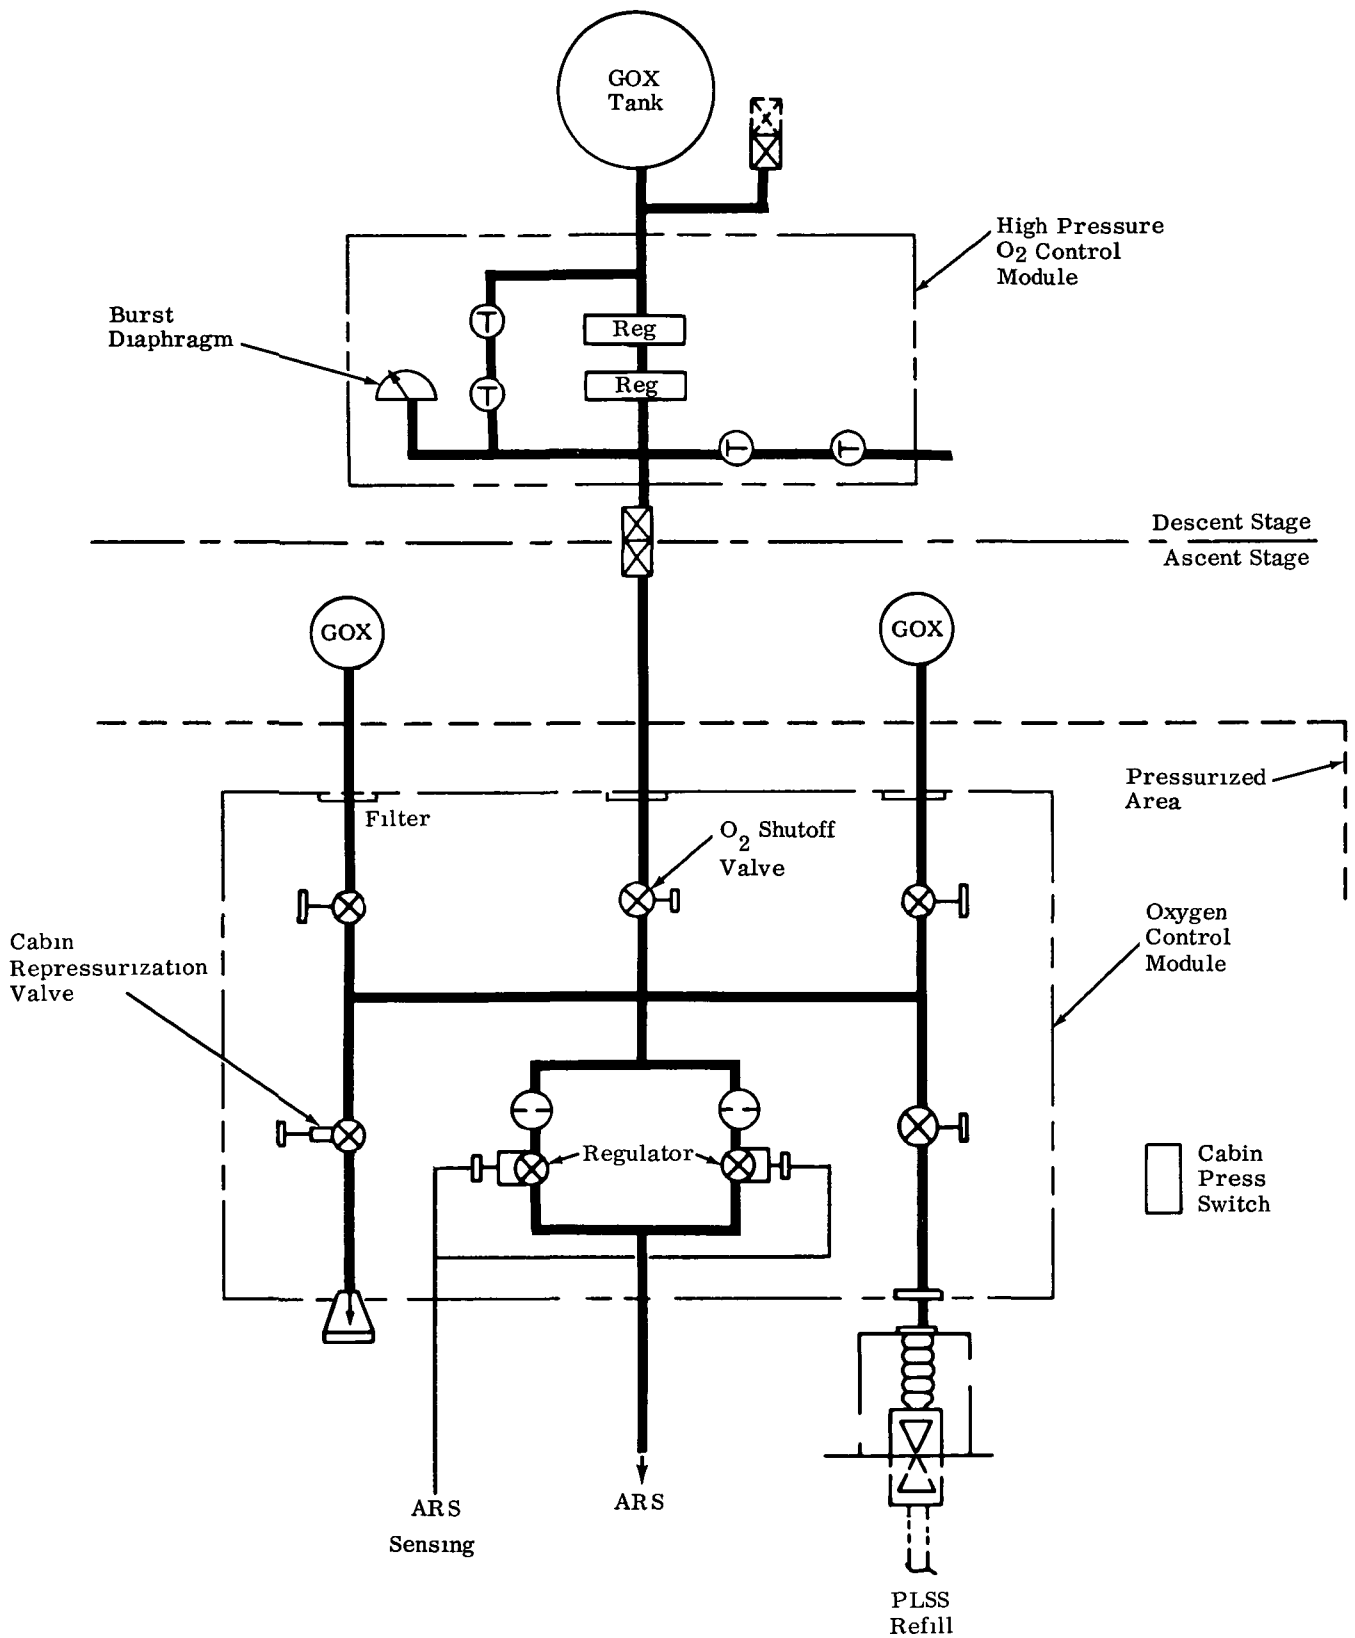 GOX
Tank
High Pressure
O2 Control
Module
Burst
Diaphragm
T
Reg
T
Reg
T
T
Descent Stage
Ascent Stage
GOX
GOX
Pressurized
Area
Filter
O2 Shutoff
Valve
Oxygen
Control
Module
Cabin
Repressurization
Valve
Regulator
Cabin
Press
Switch
ARS
Sensing
ARS
PLSS
Refill